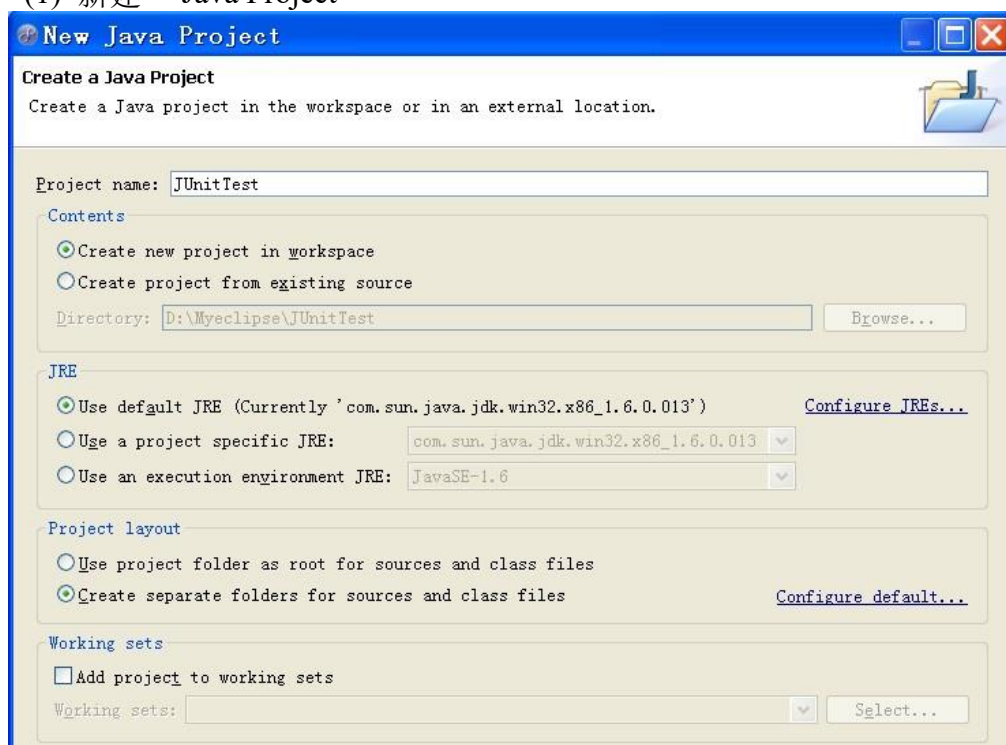 (1) 新建 Java Project
New Java Project
Create a Java Project
Create a Java project in the workspace or in an external location.
Project name: JUnitTest
Contents
Create new project in workspace
Create project from existing source
Directory: D:\Myeclipse\JUnitTest Browse...
JRE
Use default JRE (Currently 'com.sun.java.jdk.win32.x86_1.6.0.013') Configure JREs...
Use a project specific JRE: com.sun.java.jdk.win32.x86_1.6.0.013
Use an execution environment JRE: JavaSE-1.6
Project layout
Use project folder as root for sources and class files
Create separate folders for sources and class files Configure default...
Working sets
Add project to working sets
Working sets: Select...